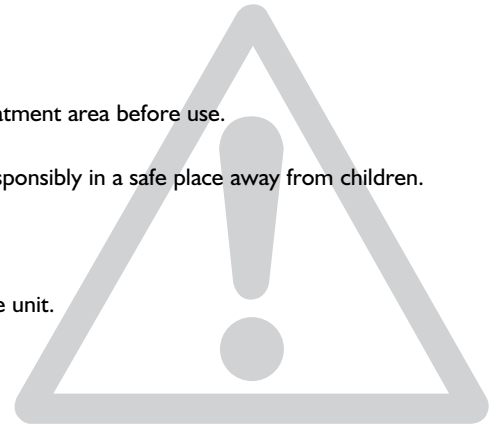 atment area before use.
sponsibly in a safe place away from children.
e unit.